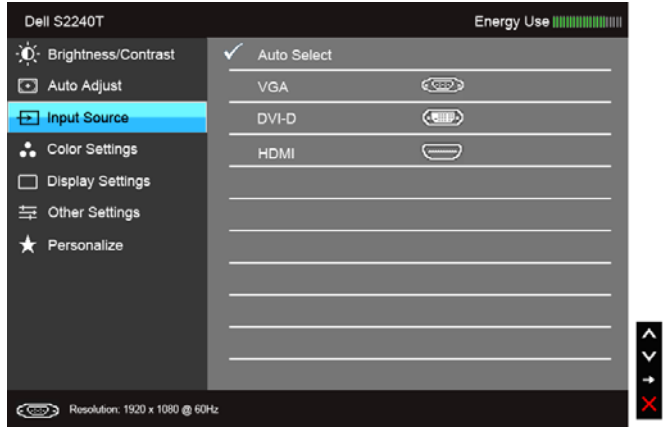 Dell S2240T
Energy Use
Brightness/Contrast
Auto Adjust
Input Source
Color Settings
Display Settings
Other Settings
Personalize
Auto Select
VGA
DVI-D
HDMI
Resolution: 1920 x 1080 @ 60Hz